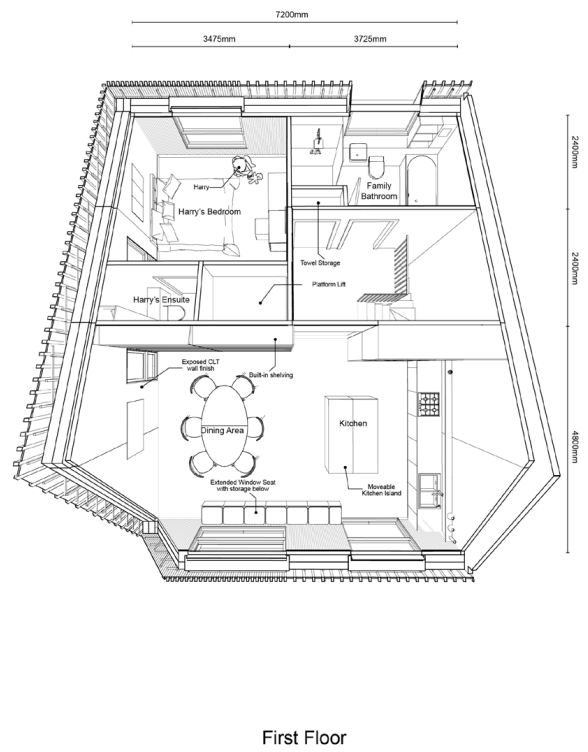 7200mm
3475mm
3725mm
2400mm
Family
Bathroom
Harry
Harry's Bedroom
Towel Storage
2400mm
Platform Lift
Harry's Ensuite
Exposed CLT
wall finish
Built-in shelving
Dining Area
Kitchen
4800mm
Extended Window Seat
with storage below
Moveable
Kitchen Island
First Floor